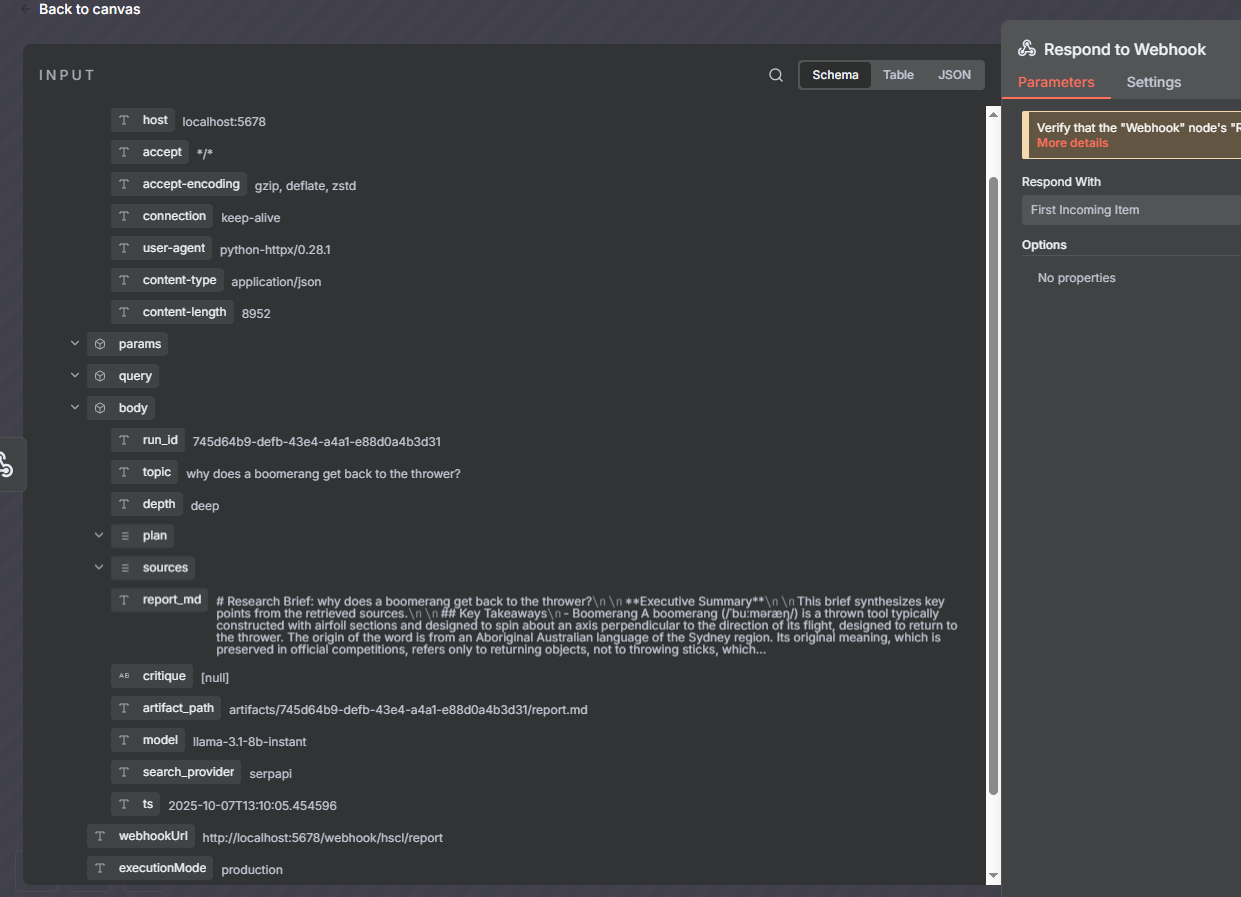 Back to canvas
INPUT
Schema Table JSON
host localhost:5678
accept */*
accept-encoding gzip, deflate, zstd
connection keep-alive
user-agent python-httpx/0.28.1
content-type application/json
content-length 8952
params
query
body
run_id 745d64b9-defb-43e4-a4a1-e88d0a4b3d31
topic why does a boomerang get back to the thrower?
depth deep
plan
sources
report_md # Research Brief: why does a boomerang get back to the thrower?\n \n **Executive Summary**\n \n This brief synthesizes key
points from the retrieved sources.\n \n ## Key Takeaways\n - Boomerang A boomerang (/ˈbuːməræŋ/) is a thrown tool typically
constructed with airfoil sections and designed to spin about an axis perpendicular to the direction of its flight, designed to return to
the thrower. The origin of the word is from an Aboriginal Australian language of the Sydney region. Its original meaning, which is
preserved in official competitions, refers only to returning objects, not to throwing sticks, which...
critique [null]
artifact_path artifacts/745d64b9-defb-43e4-a4a1-e88d0a4b3d31/report.md
model llama-3.1-8b-instant
search_provider serpapi
ts 2025-10-07T13:10:05.454596
webhookUrl http://localhost:5678/webhook/hscl/report
executionMode production
Respond to Webhook
Parameters Settings
Verify that the "Webhook" node's "R
More details
Respond With
First Incoming Item
Options
No properties